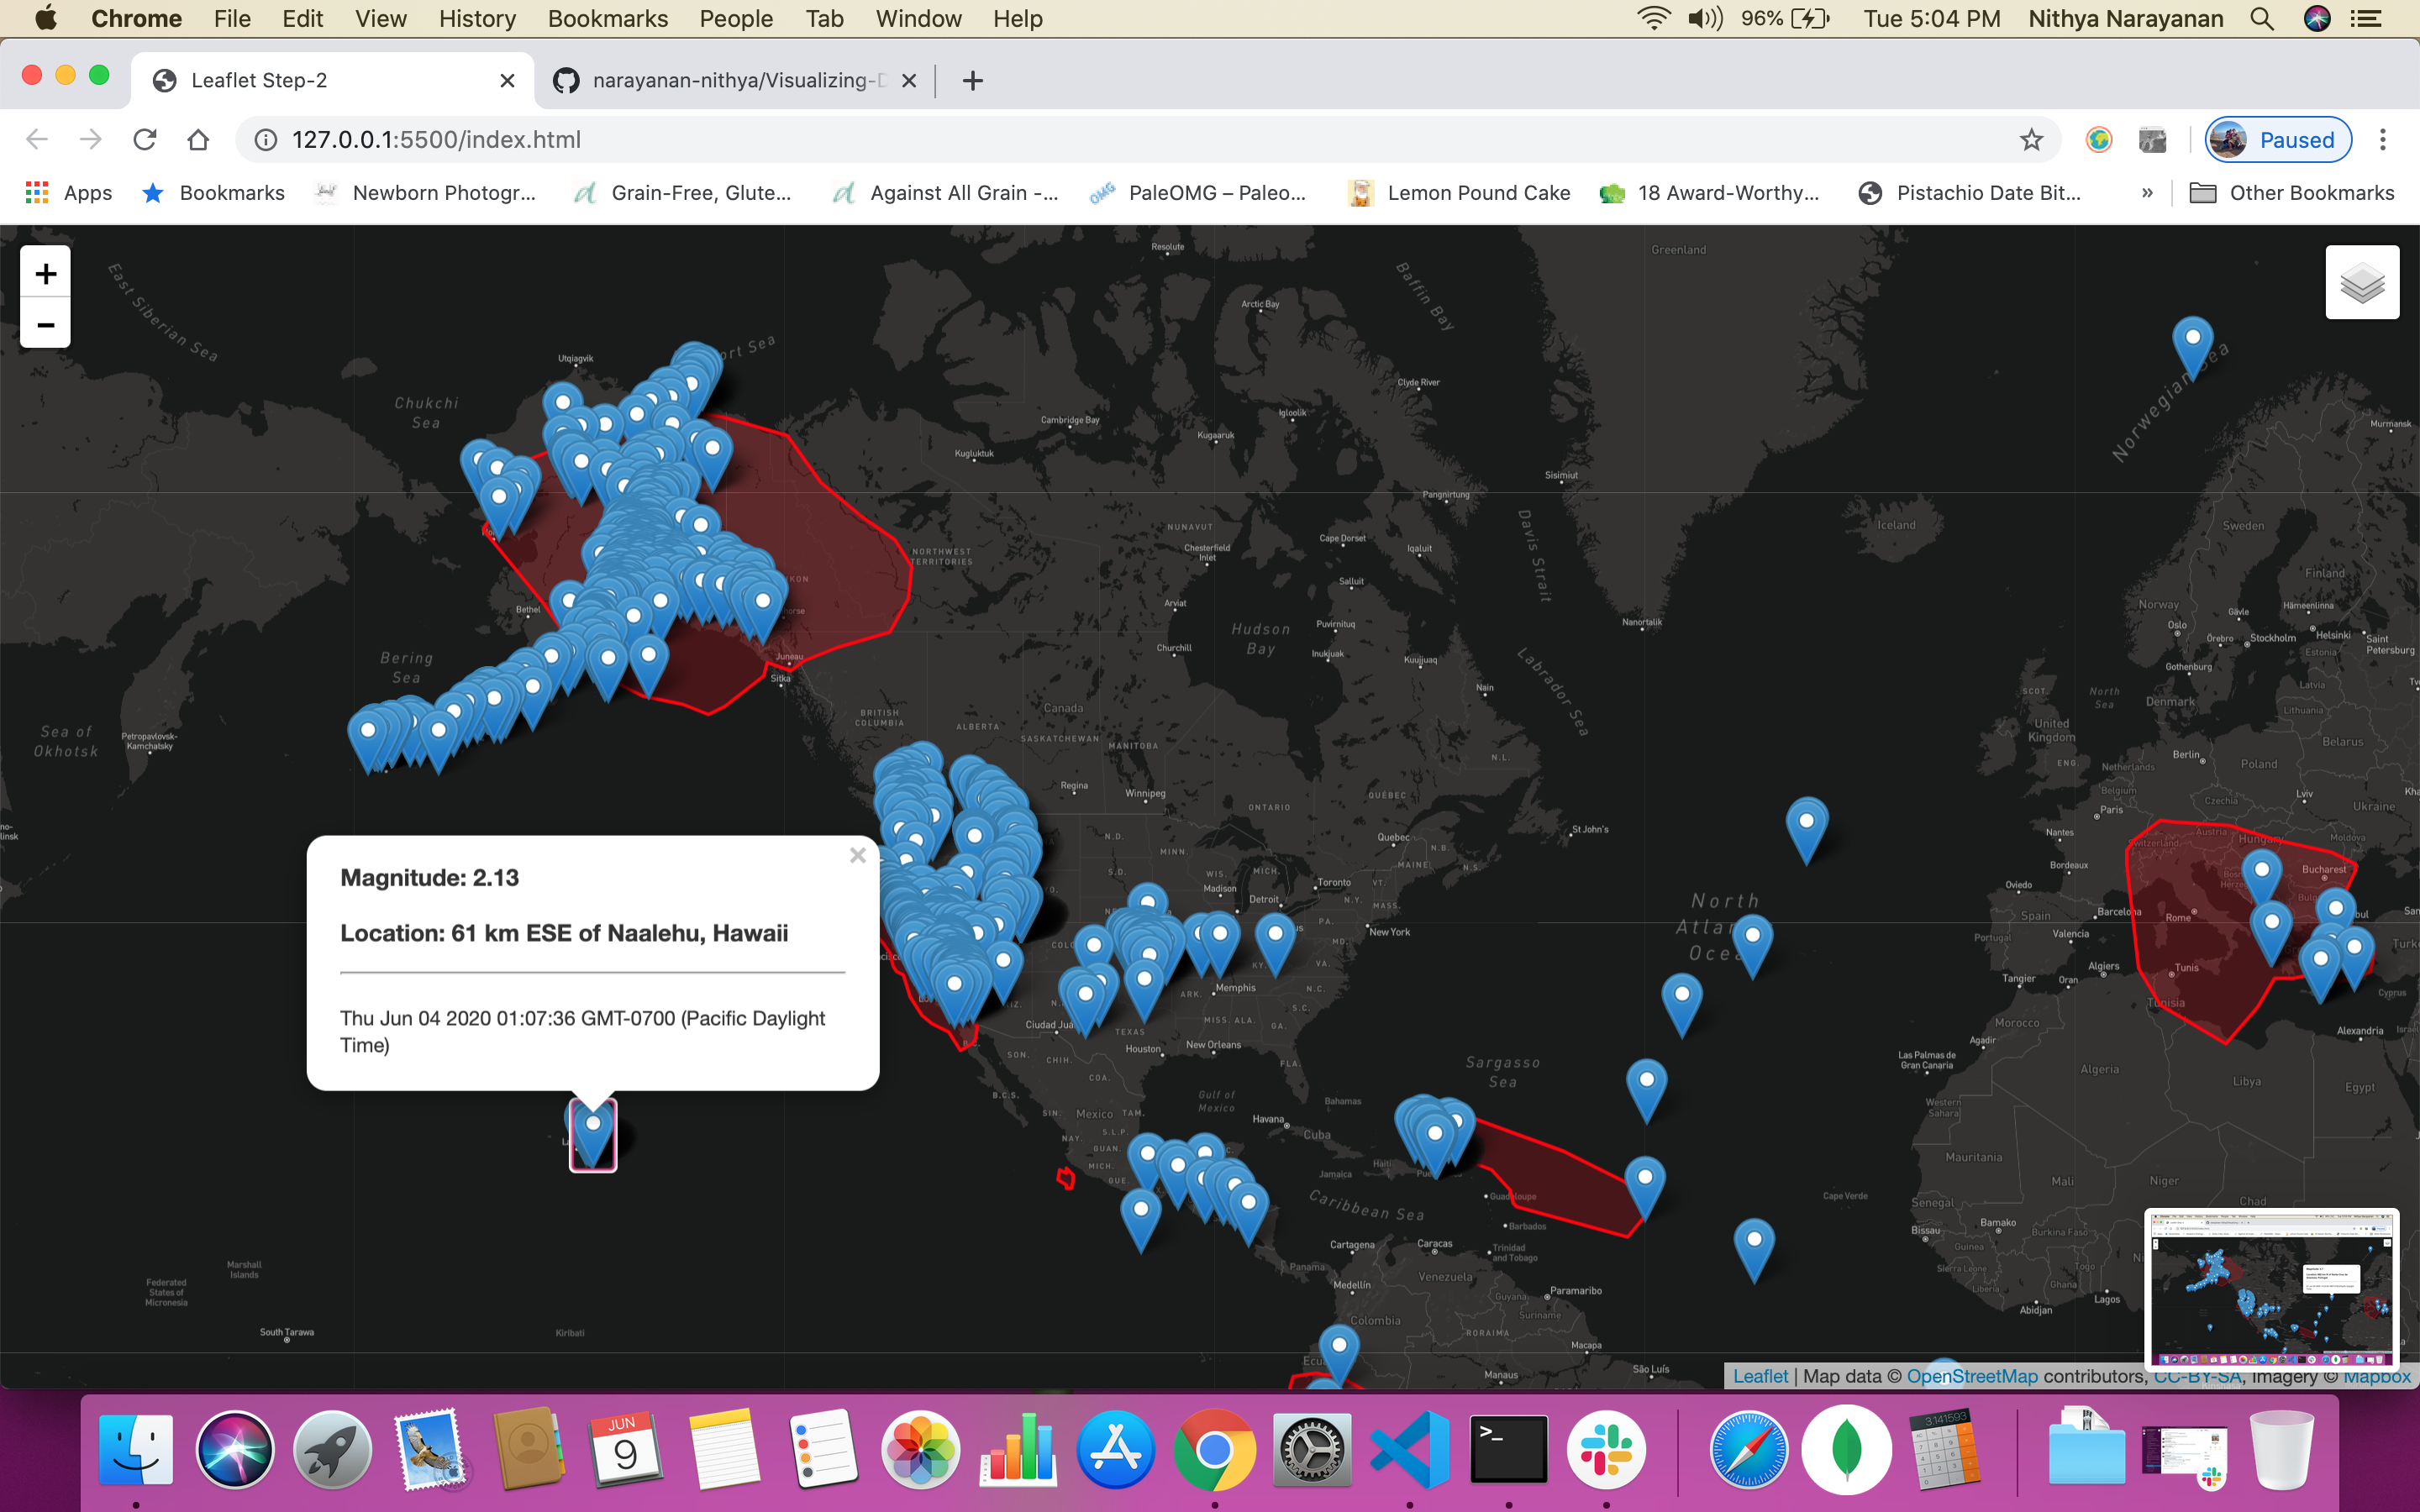 Chrome File Edit View History Bookmarks People Tab Window Help
96% Tue 5:04 PM Nithya Narayanan
Leaflet Step-2
narayanan-nithya/Visualizing-D
127.0.0.1:5500/index.html
Paused
Apps Bookmarks Newborn Photogr... Grain-Free, Glute... Against All Grain -... PaleOMG – Paleo... Lemon Pound Cake 18 Award-Worthy... Pistachio Date Bit... » Other Bookmarks
+
−
East Siberian Sea
Resolute
Baffin Bay
Greenland
Arctic Bay
Utqiagvik
ort Sea
Norwegian Sea
Chukchi
Sea
Clyde River
Cambridge Bay
Igloolik
Kugaaruk
Kugluktuk
Murmansk
Sisimiut
Pangnirtung
Davis Strait
NUNAVUT
Iceland
Sweden
Chesterfield
Inlet
Cape Dorset
Iqaluit
NORTHWEST
TERRITORIES
Salluit
Finland
Bethel
Arviat
Norway
Oslo
Gävle
Hämeenlinna
Hudson
Bay
Puvirnituq
Nanortalik
Örebro
Stockholm
Helsinki
Saint
Petersburg
Estonia
Churchill
Inukjuak
Kuujjuaq
Labrador Sea
Gothenburg
Bering
Sea
Juneau
Sitka
Nain
SCOT.
North
Sea
Latvia
Denmark
Lithuania
BRITISH
COLUMBIA
Canada
ALBERTA
SASKATCHEWAN
MANITOBA
Sea of
Okhotsk
Petropavlovsk-
Kamchatsky
United
Kingdom
Belarus
Berlin
N.L.
ENG.
Netherlands
Poland
Regina
Winnipeg
QUÉBEC
ONTARIO
Belgium
Paris
Czechia
Lviv
Ukraine
N.D.
MINN.
Quebec
St John's
N.B.
MAINE
N.S.
Nantes
Switzerland
Austria
Hungary
Moldova
Bordeaux
Bucharest
S.D.
WIS.
MICH.
Madison
Detroit
Toronto
VT.
N.Y.
MASS.
Oviedo
Spain
Barcelona
Rome
PA.
New York
MD.
North
Atlan
Ocea
Portugal
Valencia
KY.
VA.
Tangier
Oran
Algiers
Tunis
Tunisia
Memphis
ARK.
N.C.
S.C.
MISS.
ALA.
GA.
Cyprus
Ciudad Jua
TEXAS
Houston
New Orleans
Morocco
Agadir
Alexandria
SON.
CHIH.
COA.
FLA.
Sargasso
Sea
Las Palmas de
Gran Canaria
Algeria
Libya
Egypt
B.C.S.
Gulf of
Mexico
Bahamas
Western
Sahara
SIN.
Mexico
TAM.
Havana
Cuba
NAY.
S.L.P.
GUAN.
MICH.
GUE.
Jamaica
Haiti
Mauritania
Mali
Niger
Chad
Guadeloupe
Caribbean Sea
Barbados
Cape Verde
Senegal
Bamako
Bissau
Burkina Faso
Guinea
Cartagena
Caracas
Trinidad
and Tobago
Panama
Medellín
Venezuela
Guyana
Paramaribo
Suriname
Sierra Leone
Liberia
Togo
Ghana
Abidjan
Lagos
Colombia
RORAIMA
Macapa
Manaus
São Luís
Marshall
Islands
Federated
States of
Micronesia
South Tarawa
Kiribati
×
Magnitude: 2.13
Location: 61 km ESE of Naalehu, Hawaii
Thu Jun 04 2020 01:07:36 GMT-0700 (Pacific Daylight
Time)
Leaflet | Map data © OpenStreetMap contributors, CC-BY-SA, Imagery © Mapbox
JUN
9
3.141593
>_